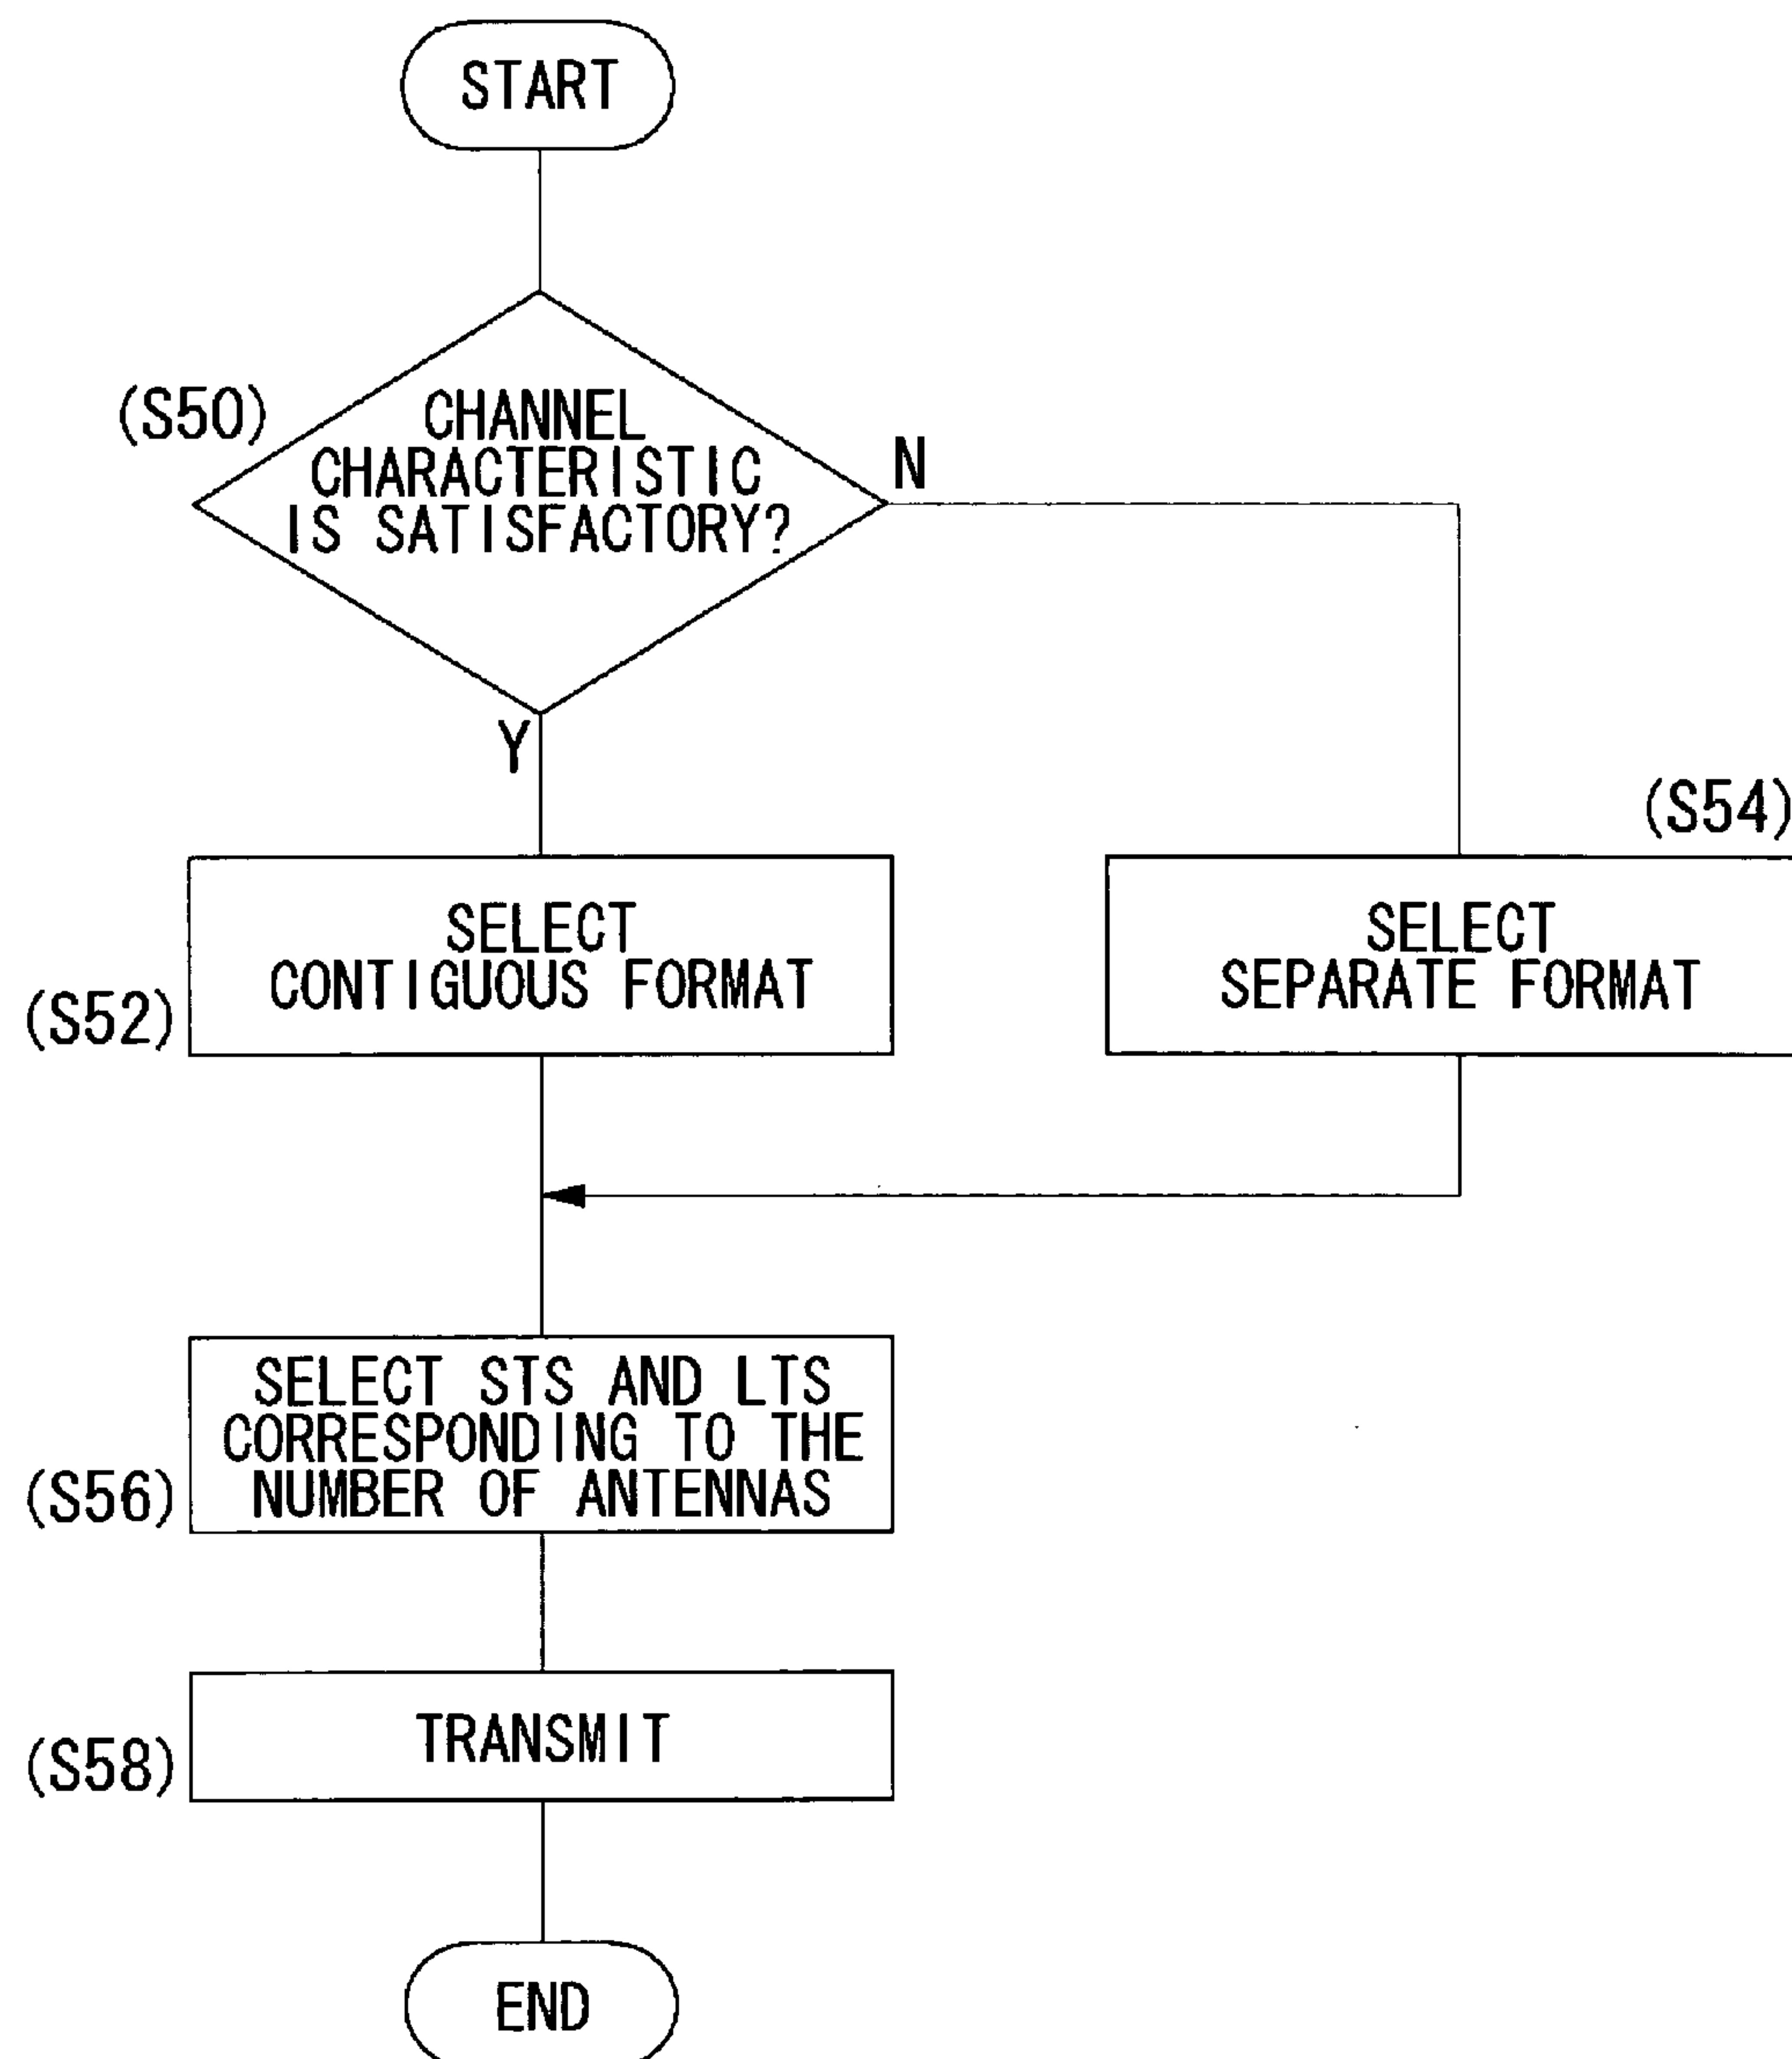 START
(S50)
CHANNEL
CHARACTERISTIC
IS SATISFACTORY?
N
Y
(S54)
SELECT
CONTIGUOUS FORMAT
(S52)
SELECT
SEPARATE FORMAT
SELECT STS AND LTS
CORRESPONDING TO THE
NUMBER OF ANTENNAS
(S56)
TRANSMIT
(S58)
END